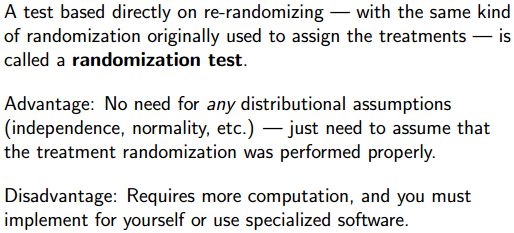 A test based directly on re-randomizing — with the same kind
of randomization originally used to assign the treatments — is
called a randomization test.
Advantage: No need for any distributional assumptions
(independence, normality, etc.) — just need to assume that
the treatment randomization was performed properly.
Disadvantage: Requires more computation, and you must
implement for yourself or use specialized software.